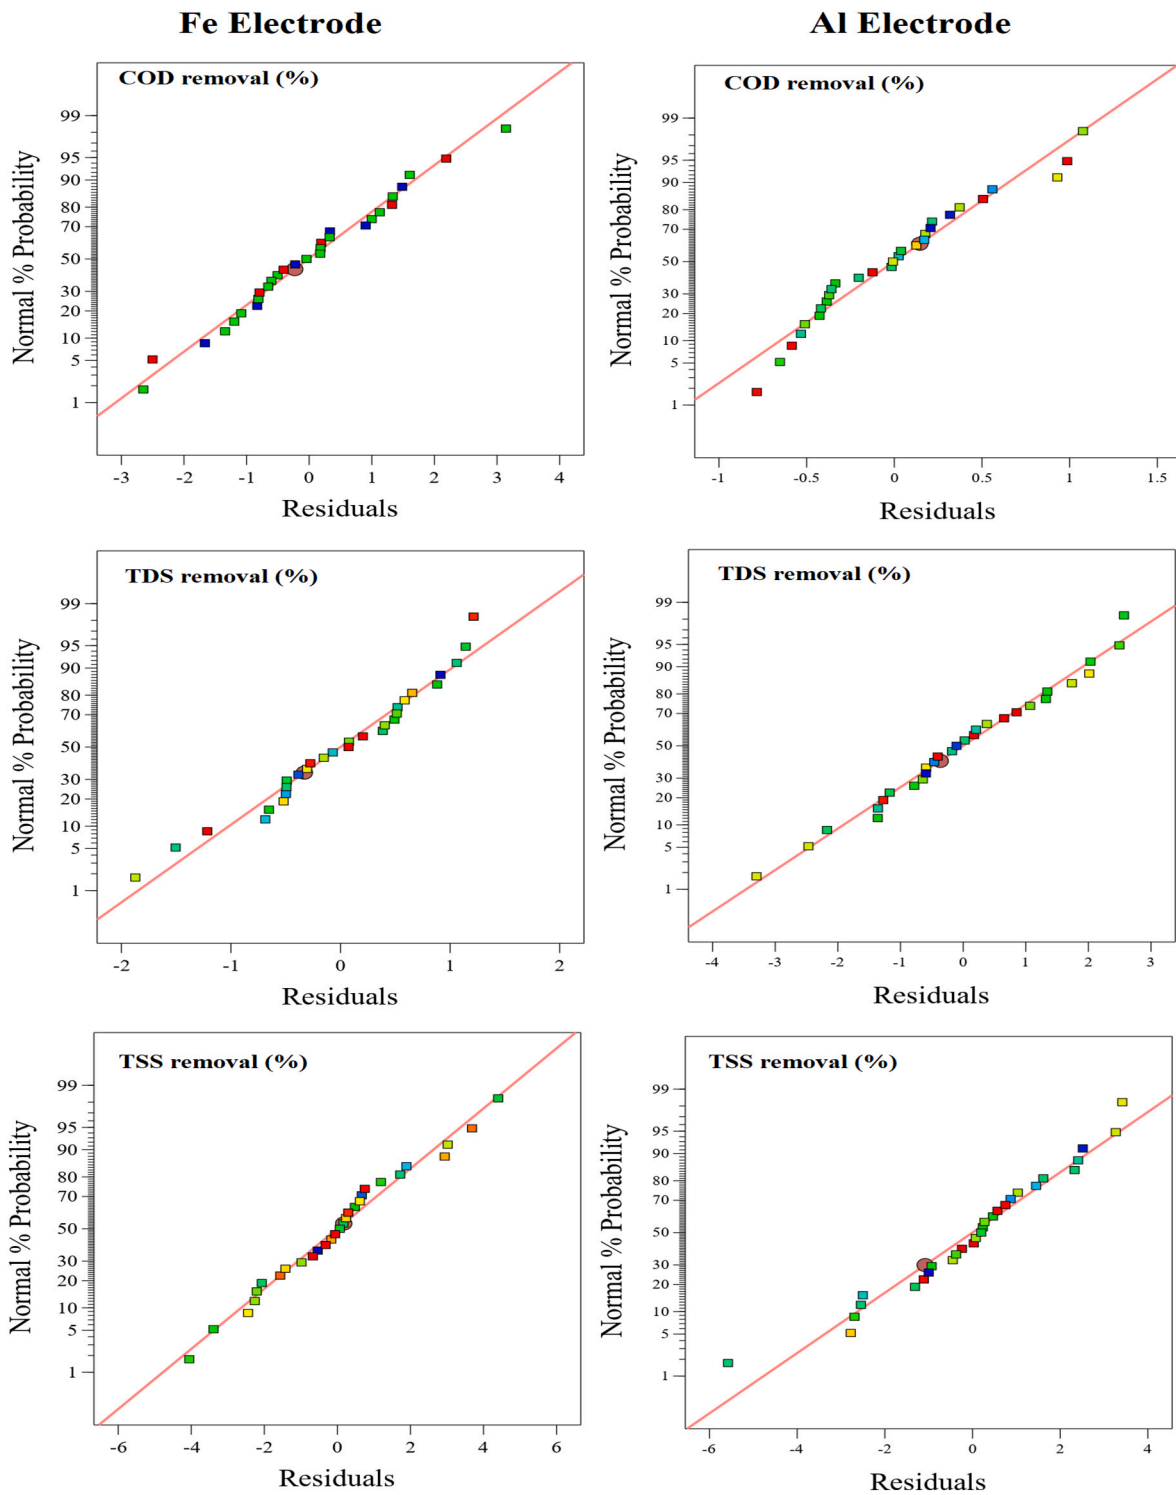 Fe Electrode
Al Electrode
COD removal (%)
Normal % Probability
99
95
90
80
70
50
30
20
10
5
1
-3 -2 -1 0 1 2 3 4
Residuals
COD removal (%)
Normal % Probability
99
95
90
80
70
50
30
20
10
5
1
-1 -0.5 0 0.5 1 1.5
Residuals
TDS removal (%)
Normal % Probability
99
95
90
80
70
50
30
20
10
5
1
-2 -1 0 1 2
Residuals
TDS removal (%)
Normal % Probability
99
95
90
80
70
50
30
20
10
5
1
-4 -3 -2 -1 0 1 2 3
Residuals
TSS removal (%)
Normal % Probability
99
95
90
80
70
50
30
20
10
5
1
-6 -4 -2 0 2 4 6
Residuals
TSS removal (%)
Normal % Probability
99
95
90
80
70
50
30
20
10
5
1
-6 -4 -2 0 2 4
Residuals